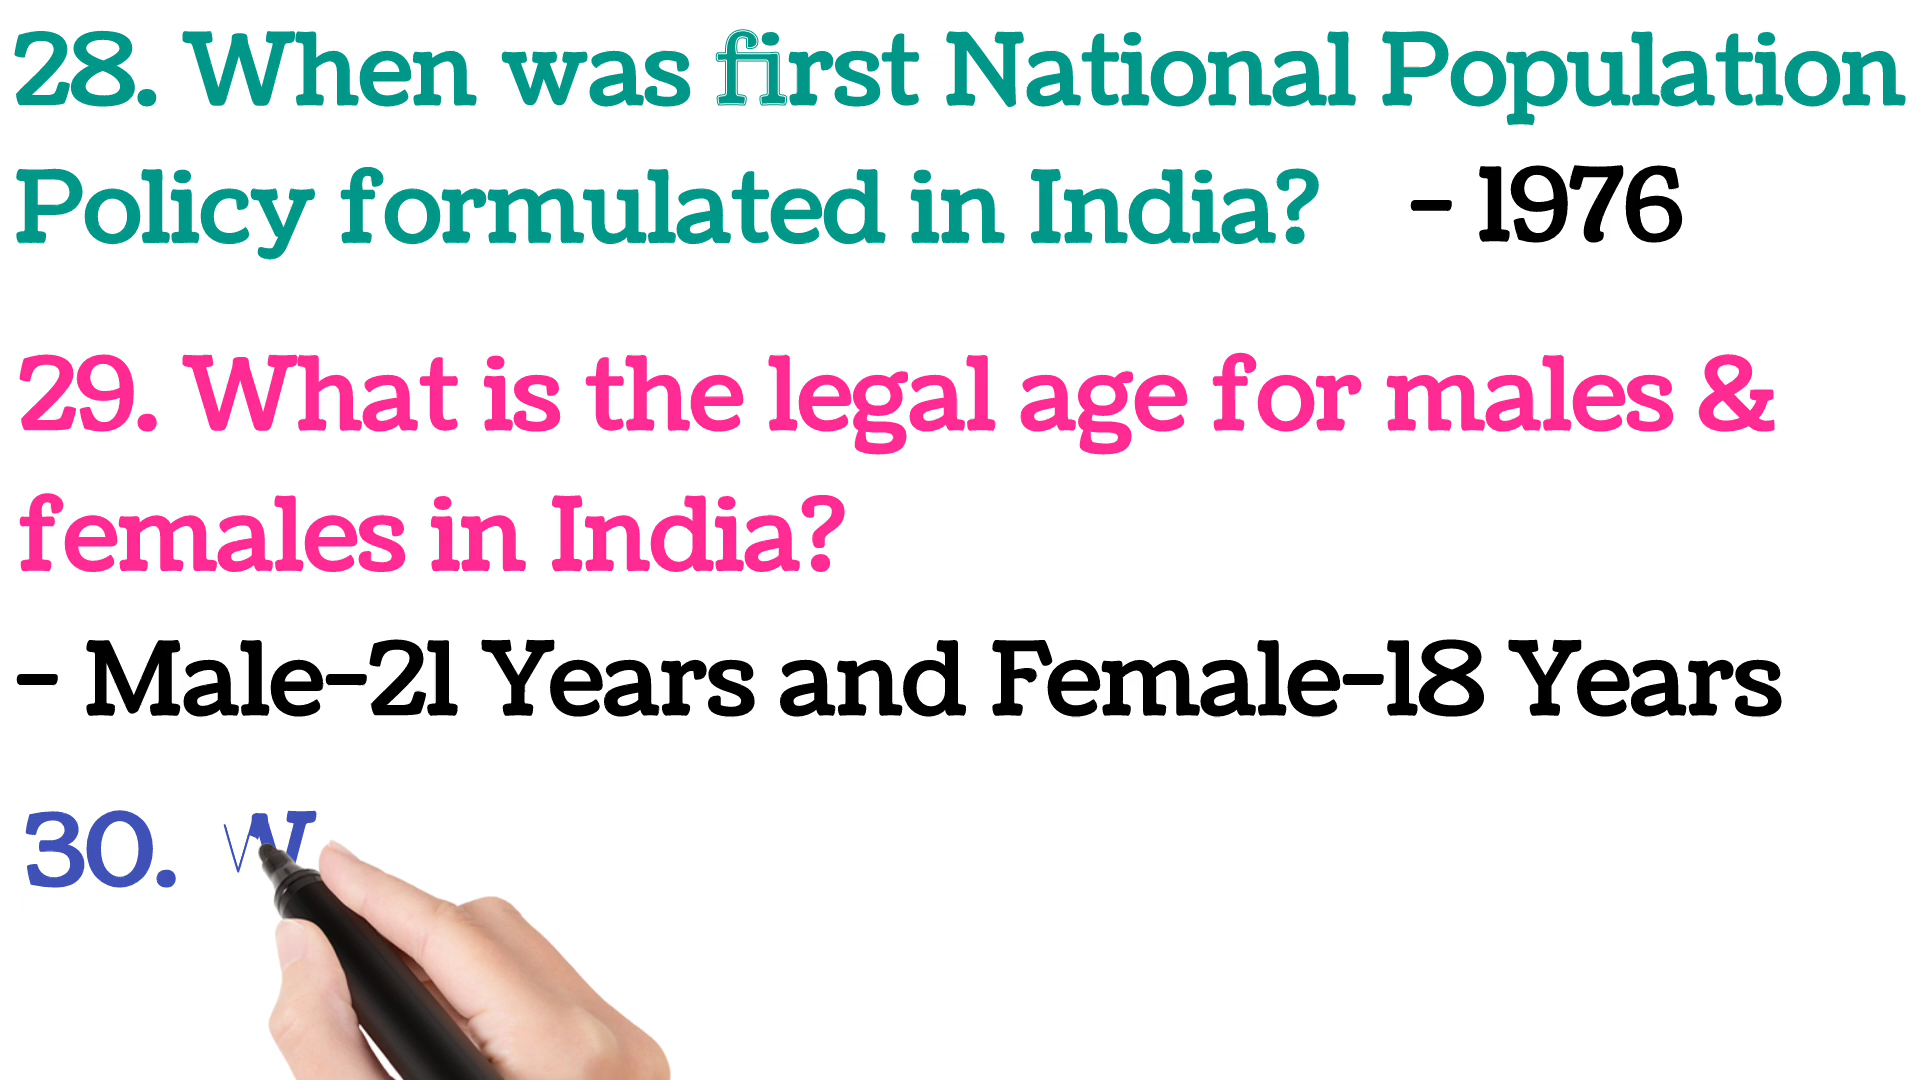 28. When was first National Population
Policy formulated in India? - 1976
29. What is the legal age for males &
females in India?
- Male-21 Years and Female-18 Years
30. W